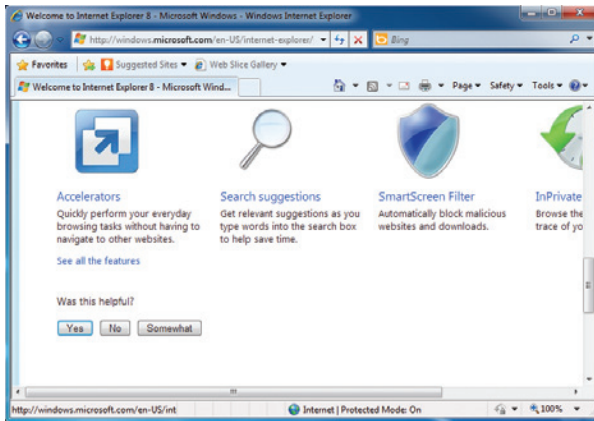 Welcome to Internet Explorer 8 - Microsoft Windows - Windows Internet Explorer
http://windows.microsoft.com/en-US/internet-explorer/
Bing
Favorites Suggested Sites Web Slice Gallery
Welcome to Internet Explorer 8 - Microsoft Wind...
Page Safety Tools
Accelerators
Quickly perform your everyday
browsing tasks without having to
navigate to other websites.
See all the features
Search suggestions
Get relevant suggestions as you
type words into the search box
to help save time.
SmartScreen Filter
Automatically block malicious
websites and downloads.
InPrivate
Browse the
trace of yo
Was this helpful?
Yes No Somewhat
http://windows.microsoft.com/en-US/int Internet | Protected Mode: On 100%